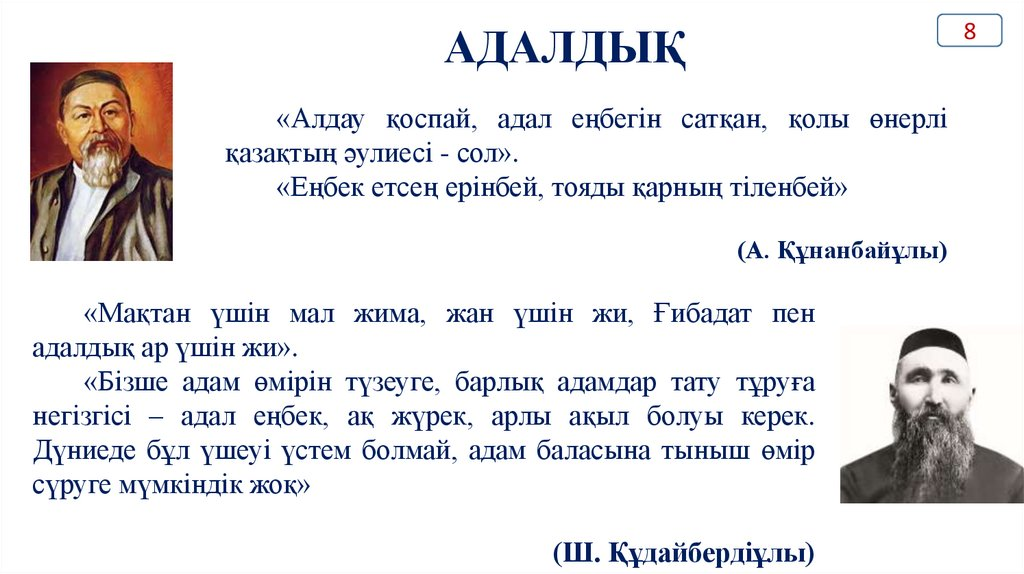 8
АДАЛДЫҚ
«Алдау қоспай, адал еңбегін сатқан, қолы өнерлі
қазақтың әулиесі - сол».
«Еңбек етсең ерінбей, тояды қарның тіленбей»
(А. Құнанбайұлы)
«Мақтан үшін мал жима, жан үшін жи, Ғибадат пен
адалдық ар үшін жи».
«Бізше адам өмірін түзеуге, барлық адамдар тату тұруға
негізгісі – адал еңбек, ақ жүрек, арлы ақыл болуы керек.
Дүниеде бұл үшеуі үстем болмай, адам баласына тыныш өмір
сүруге мүмкіндік жоқ»
(Ш. Құдайбердіұлы)